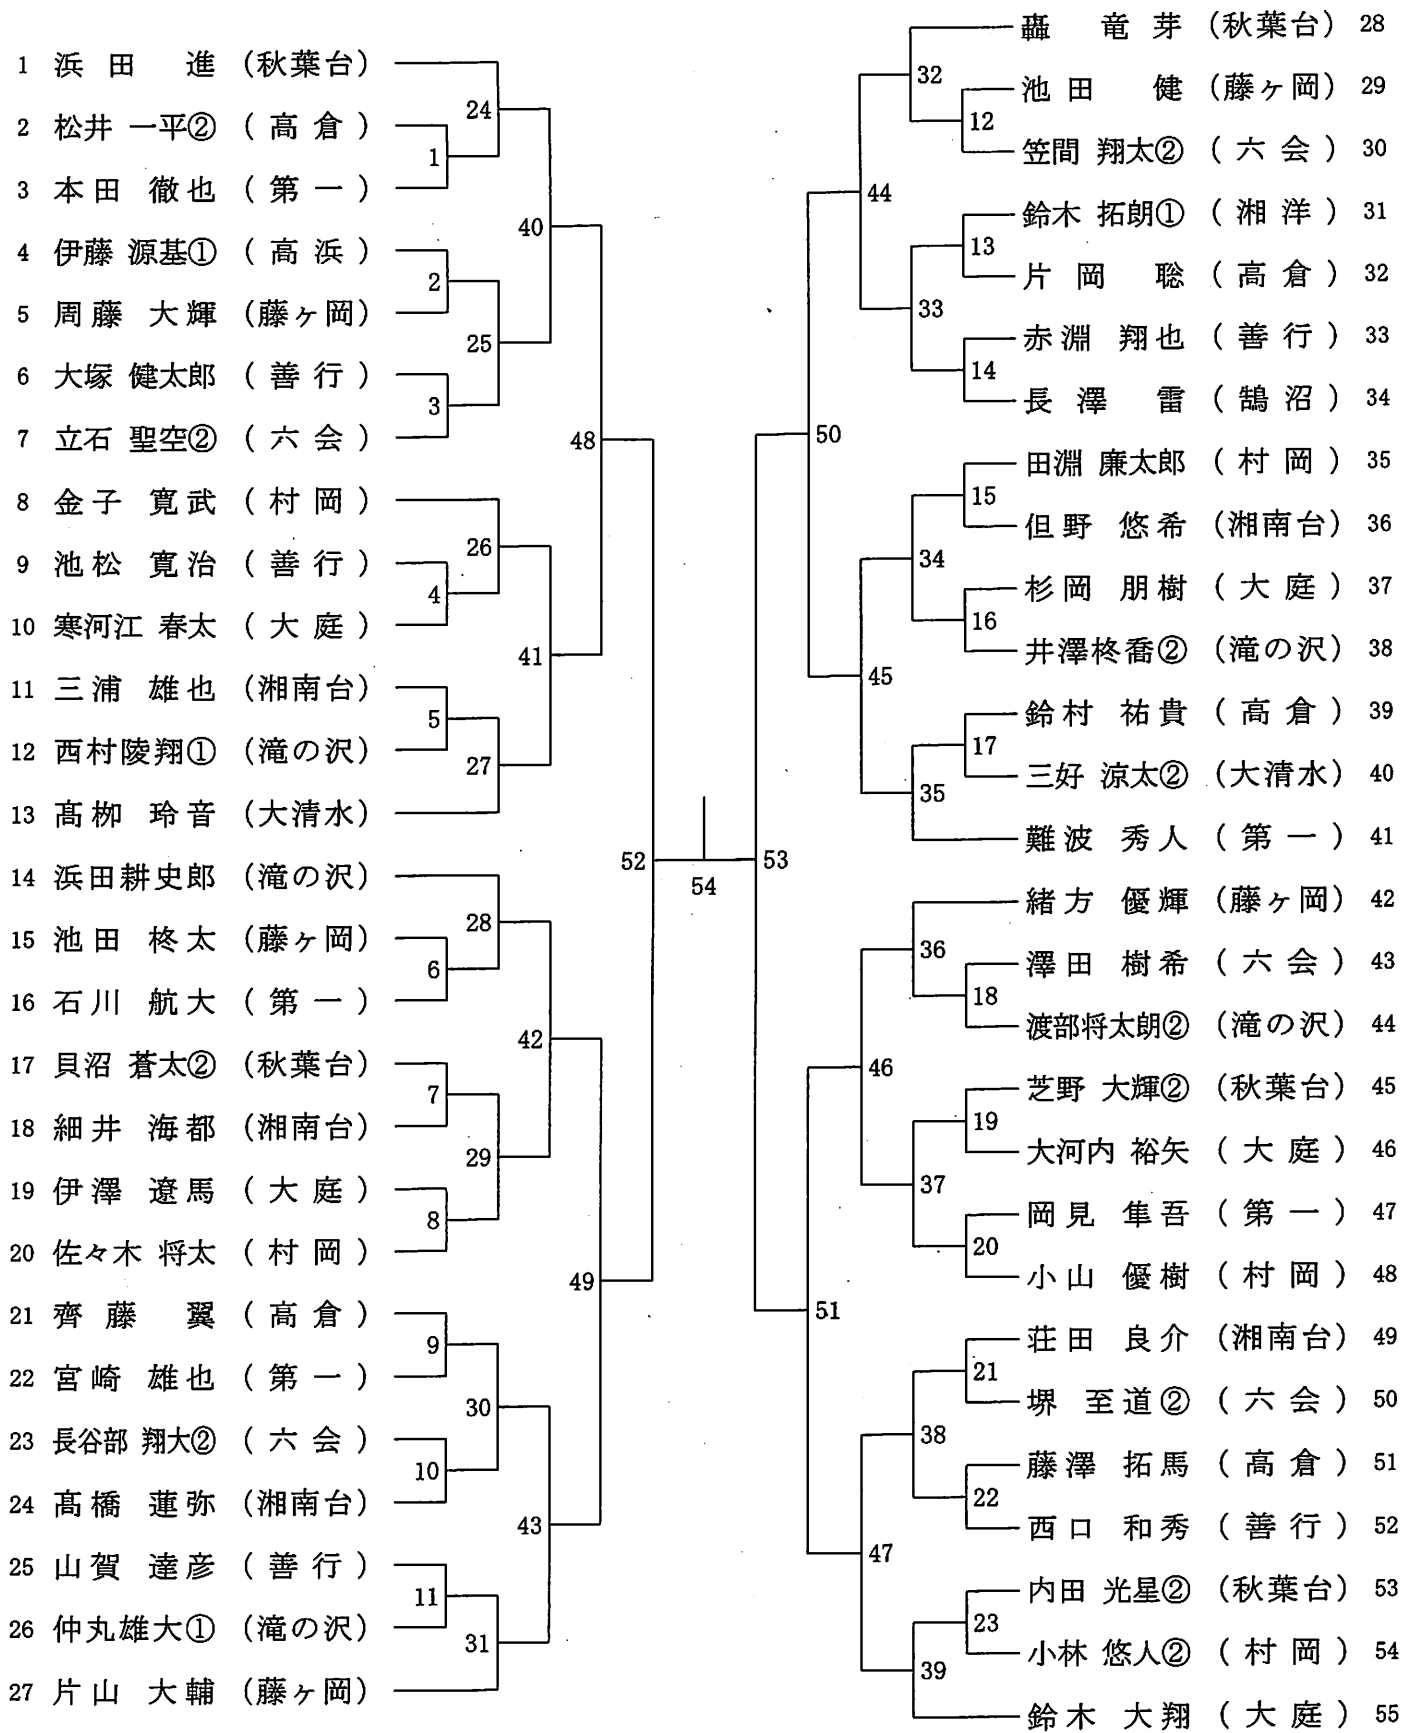 1 浜田 進 (秋葉台)
2 松井 一平② (高倉)
3 本田 徹也 (第一)
4 伊藤 源基① (高浜)
5 周藤 大輝 (藤ヶ岡)
6 大塚 健太郎 (善行)
7 立石 聖空② (六会)
8 金子 寛武 (村岡)
9 池松 寛治 (善行)
10 寒河江 春太 (大庭)
11 三浦 雄也 (湘南台)
12 西村陵翔① (滝の沢)
13 髙栁 玲音 (大清水)
14 浜田耕史郎 (滝の沢)
15 池田 柊太 (藤ヶ岡)
16 石川 航大 (第一)
17 貝沼 蒼太② (秋葉台)
18 細井 海都 (湘南台)
19 伊澤 遼馬 (大庭)
20 佐々木 将太 (村岡)
21 齊藤 翼 (高倉)
22 宮崎 雄也 (第一)
23 長谷部 翔大② (六会)
24 髙橋 蓮弥 (湘南台)
25 山賀 達彦 (善行)
26 仲丸雄大① (滝の沢)
27 片山 大輔 (藤ヶ岡)
24
1
40
2
25
3
48
26
4
41
5
27
52
28
6
42
7
29
8
49
9
30
10
43
11
31
54
53
32
12
44
13
33
14
50
15
34
16
45
17
35
36
18
46
19
37
20
51
21
38
22
47
23
39
轟 竜芽 (秋葉台) 28
池田 健 (藤ヶ岡) 29
笠間 翔太② (六会) 30
鈴木 拓朗① (湘洋) 31
片岡 聡 (高倉) 32
赤淵 翔也 (善行) 33
長澤 雷 (鵠沼) 34
田淵 廉太郎 (村岡) 35
但野 悠希 (湘南台) 36
杉岡 朋樹 (大庭) 37
井澤柊喬② (滝の沢) 38
鈴村 祐貴 (高倉) 39
三好 涼太② (大清水) 40
難波 秀人 (第一) 41
緒方 優輝 (藤ヶ岡) 42
澤田 樹希 (六会) 43
渡部将太朗② (滝の沢) 44
芝野 大輝② (秋葉台) 45
大河内 裕矢 (大庭) 46
岡見 隼吾 (第一) 47
小山 優樹 (村岡) 48
荘田 良介 (湘南台) 49
堺 至道② (六会) 50
藤澤 拓馬 (高倉) 51
西口 和秀 (善行) 52
内田 光星② (秋葉台) 53
小林 悠人② (村岡) 54
鈴木 大翔 (大庭) 55